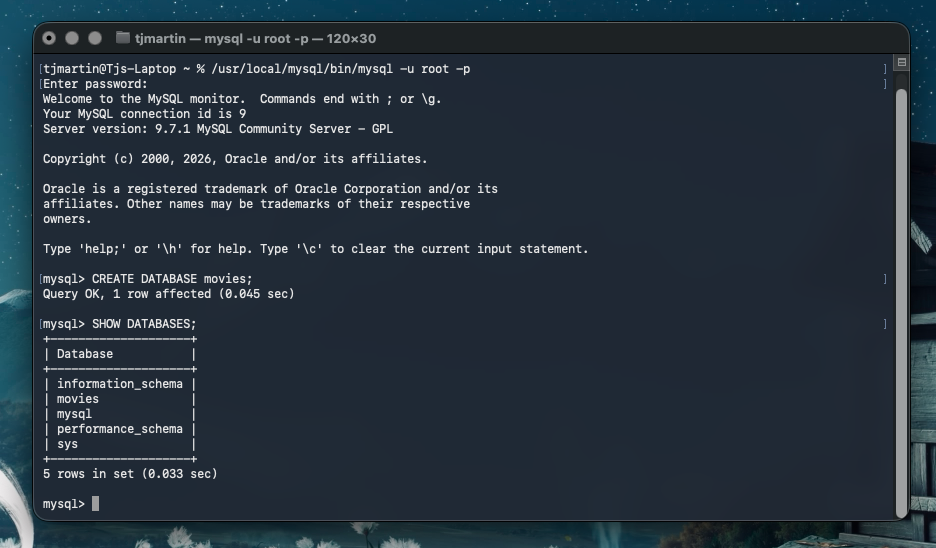 tjmartin — mysql -u root -p — 120×30
[tjmartin@Tjs-Laptop ~ % /usr/local/mysql/bin/mysql -u root -p ]
[Enter password: ]
Welcome to the MySQL monitor.  Commands end with ; or \g.
Your MySQL connection id is 9
Server version: 9.7.1 MySQL Community Server - GPL
Copyright (c) 2000, 2026, Oracle and/or its affiliates.
Oracle is a registered trademark of Oracle Corporation and/or its
affiliates. Other names may be trademarks of their respective
owners.
Type 'help;' or '\h' for help. Type '\c' to clear the current input statement.
[mysql> CREATE DATABASE movies; ]
Query OK, 1 row affected (0.045 sec)
[mysql> SHOW DATABASES; ]
+--------------------+
| Database           |
+--------------------+
| information_schema |
| movies             |
| mysql              |
| performance_schema |
| sys                |
+--------------------+
5 rows in set (0.033 sec)
mysql>